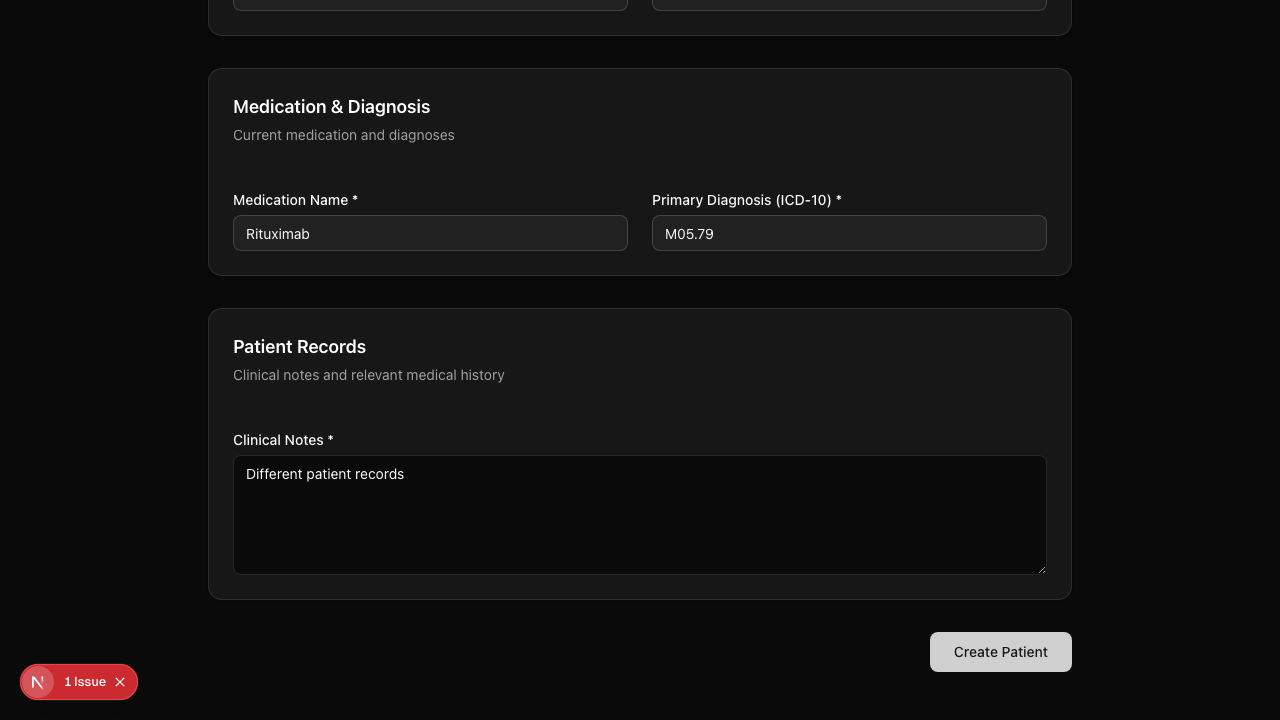 Medication & Diagnosis
Current medication and diagnoses
Medication Name *
Primary Diagnosis (ICD-10) *
Rituximab
M05.79
Patient Records
Clinical notes and relevant medical history
Clinical Notes *
Different patient records
Create Patient
N
1 Issue